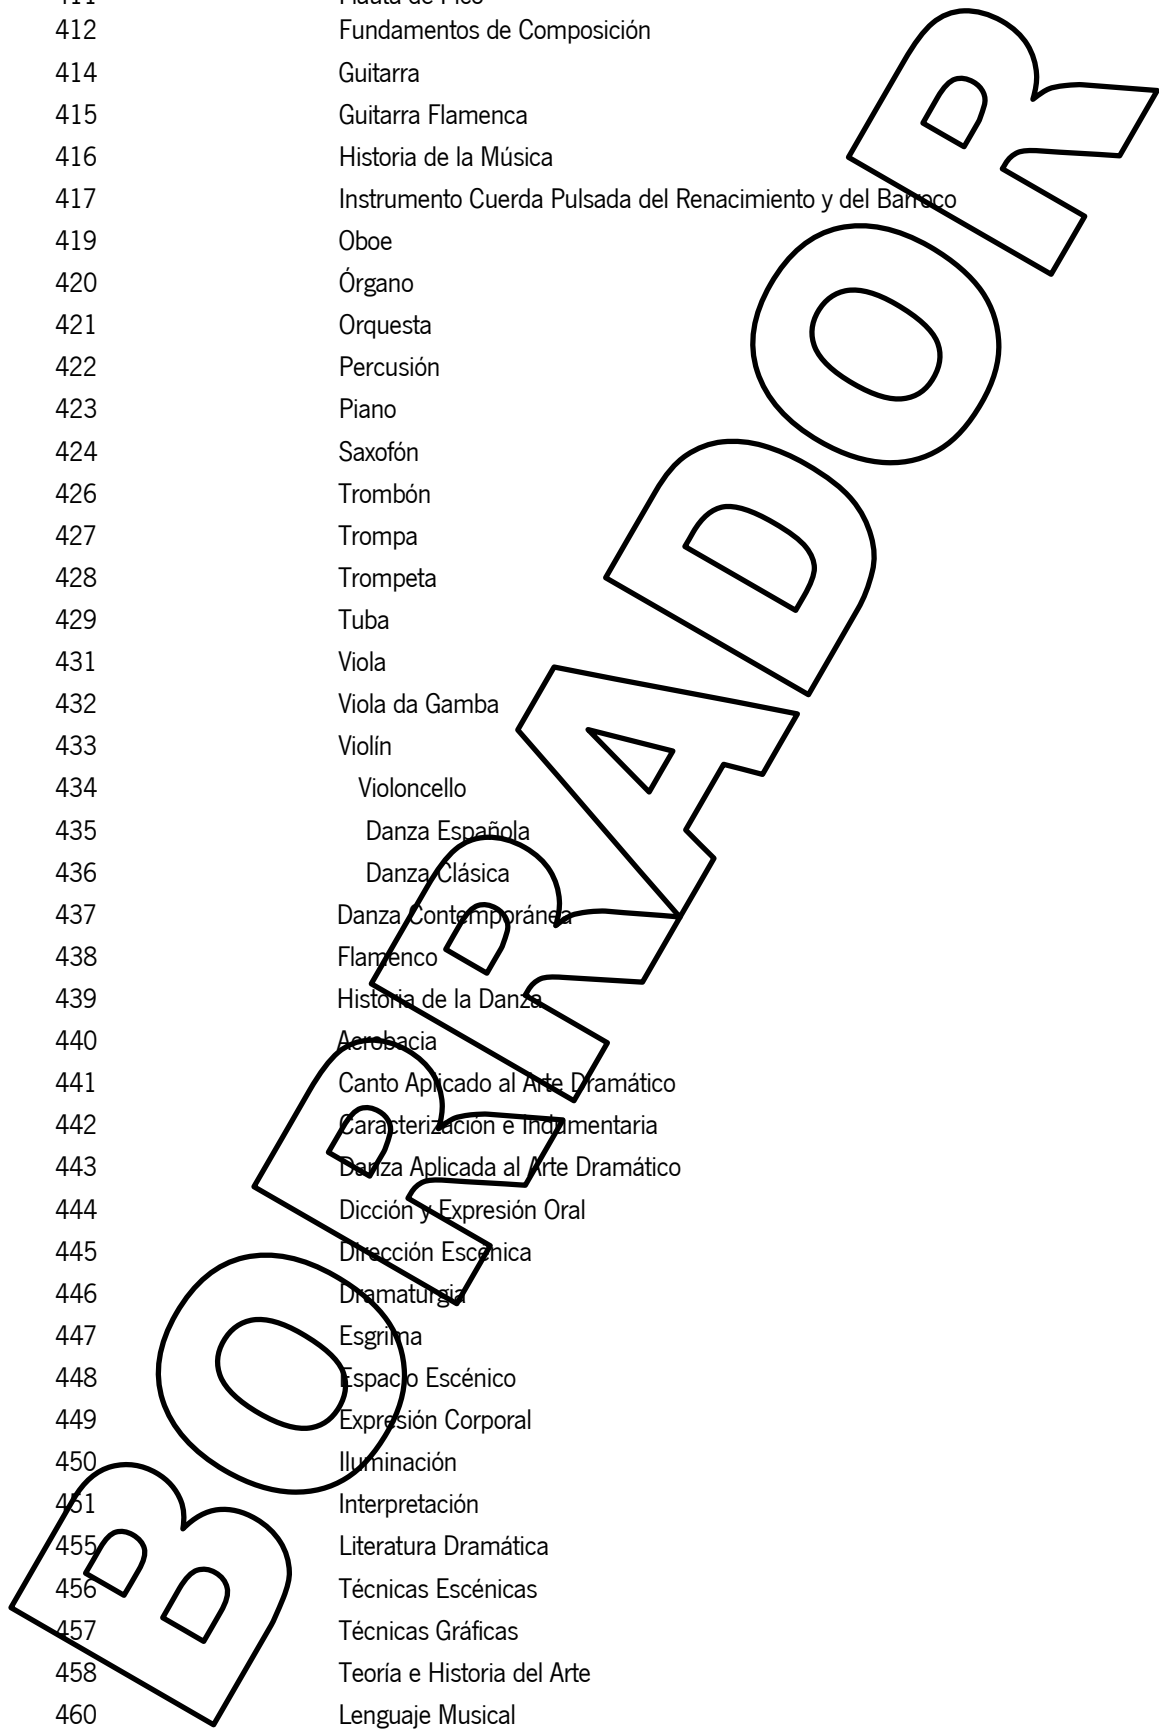 411 Flauta de Pico
412 Fundamentos de Composición
414 Guitarra
415 Guitarra Flamenca
416 Historia de la Música
417 Instrumento Cuerda Pulsada del Renacimiento y del Barroco
419 Oboe
420 Órgano
421 Orquesta
422 Percusión
423 Piano
424 Saxofón
426 Trombón
427 Trompa
428 Trompeta
429 Tuba
431 Viola
432 Viola da Gamba
433 Violín
434 Violoncello
435 Danza Española
436 Danza Clásica
437 Danza Contemporánea
438 Flamenco
439 Historia de la Danza
440 Acrobacia
441 Canto Aplicado al Arte Dramático
442 Caracterización e Indumentaria
443 Danza Aplicada al Arte Dramático
444 Dicción y Expresión Oral
445 Dirección Escénica
446 Dramaturgia
447 Esgrima
448 Espacio Escénico
449 Expresión Corporal
450 Iluminación
451 Interpretación
455 Literatura Dramática
456 Técnicas Escénicas
457 Técnicas Gráficas
458 Teoría e Historia del Arte
460 Lenguaje Musical
BORRADOR